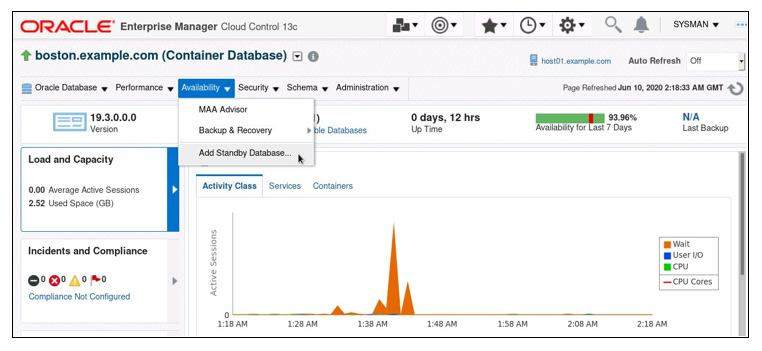 ORACLE Enterprise Manager Cloud Control 13c SYSMAN
boston.example.com (Container Database)
host01.example.com Auto Refresh Off
Oracle Database Performance Availability Security Schema Administration Page Refreshed Jun 10, 2020 2:18:33 AM GMT
MAA Advisor
Backup & Recovery
Add Standby Database...
19.3.0.0.0
Version
)
ble Databases
0 days, 12 hrs
Up Time
93.96%
Availability for Last 7 Days
N/A
Last Backup
Load and Capacity
0.00 Average Active Sessions
2.52 Used Space (GB)
Incidents and Compliance
0 0 0 0
Compliance Not Configured
Activity Class Services Containers
Active Sessions
0
1:18 AM 1:28 AM 1:38 AM 1:48 AM 1:58 AM 2:08 AM 2:18 AM
Wait
User I/O
CPU
CPU Cores